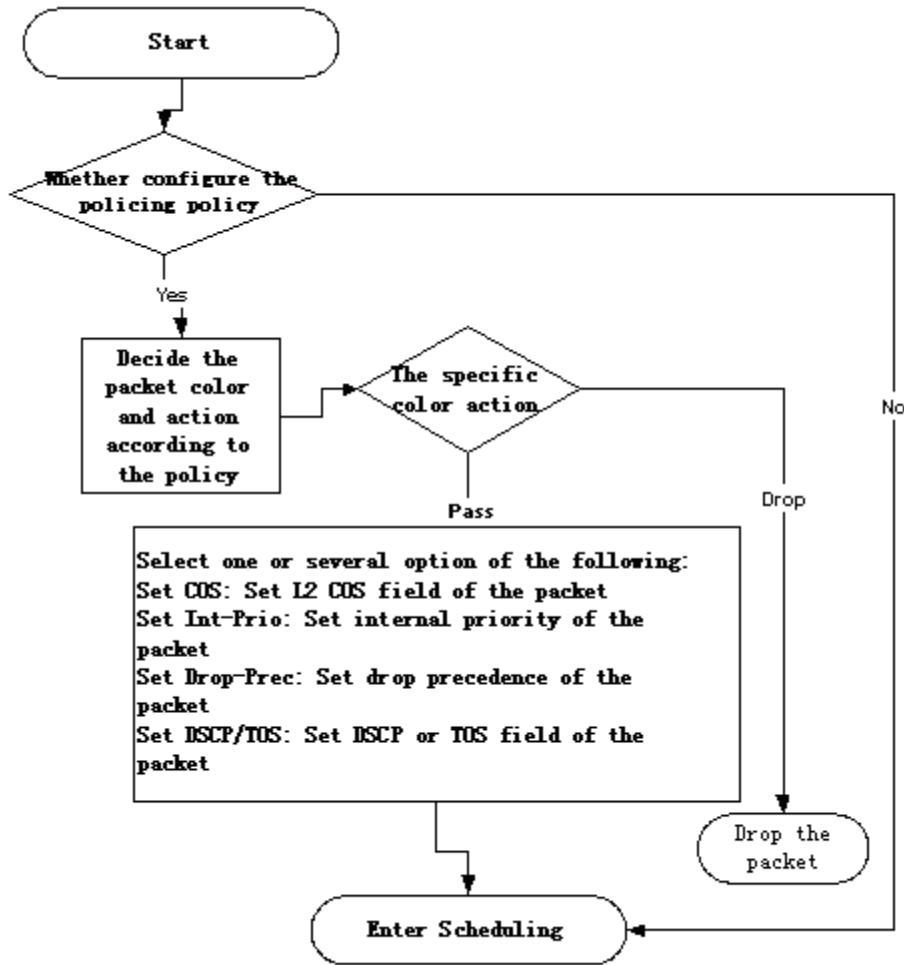 Start
Whether configure the
policing policy
Yes
Decide the
packet color
and action
according to
the policy
The specific
color action
No
Drop
Pass
Select one or several option of the following:
Set COS: Set L2 COS field of the packet
Set Int-Prio: Set internal priority of the
packet
Set Drop-Prec: Set drop precedence of the
packet
Set DSCP/TOS: Set DSCP or TOS field of the
packet
Drop the
packet
Enter Scheduling